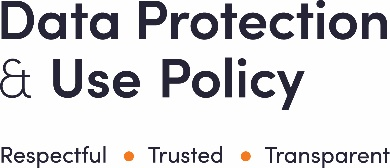 Data Protection
& Use Policy
Respectful • Trusted • Transparent